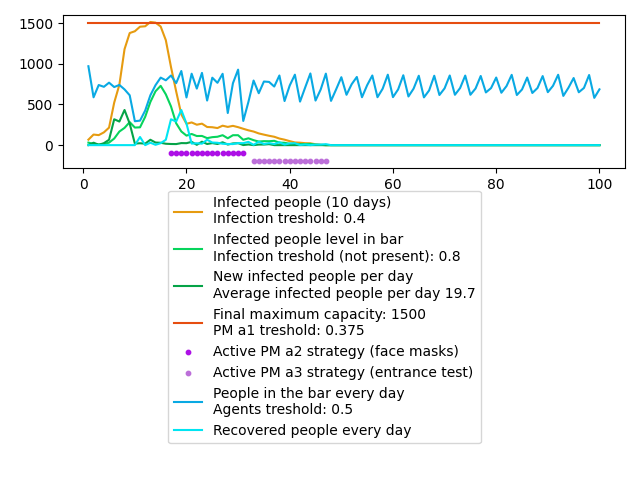 1500
1000
500
0
0 20 40 60 80 100
Infected people (10 days)
Infection treshold: 0.4
Infected people level in bar
Infection treshold (not present): 0.8
New infected people per day
Average infected people per day 19.7
Final maximum capacity: 1500
PM a1 treshold: 0.375
Active PM a2 strategy (face masks)
Active PM a3 strategy (entrance test)
People in the bar every day
Agents treshold: 0.5
Recovered people every day